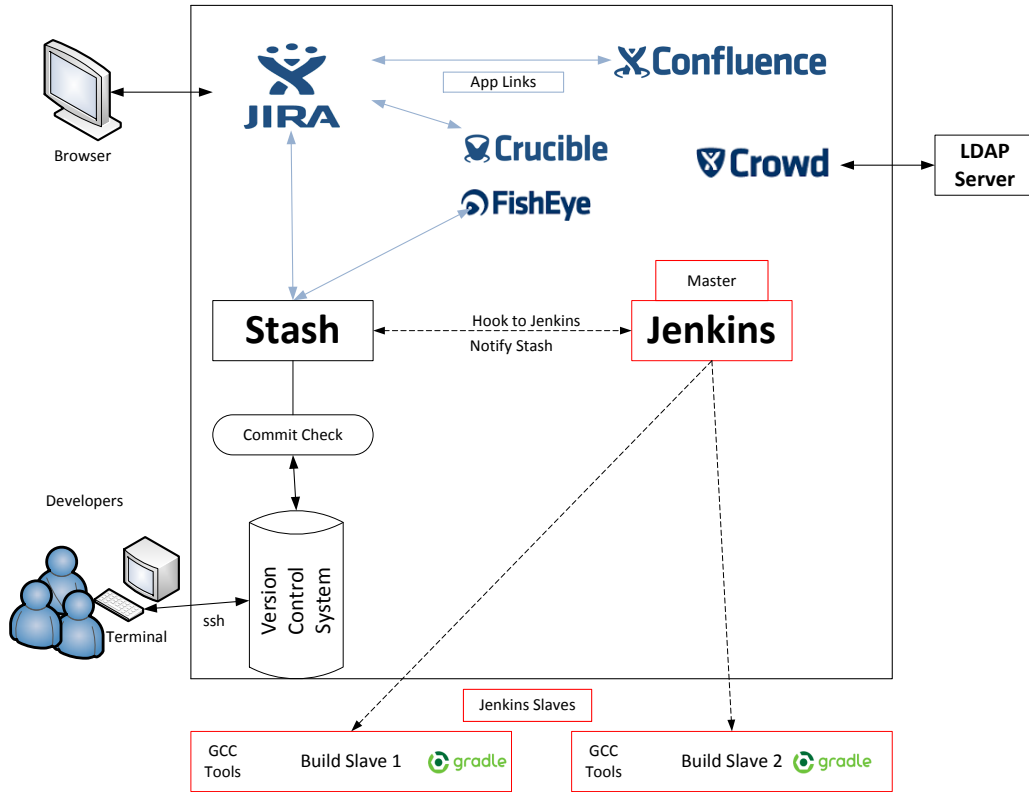 JIRA
Confluence
App Links
Browser
Crucible
Crowd
LDAP
Server
FishEye
Master
Stash
Hook to Jenkins
Notify Stash
Jenkins
Commit Check
Developers
Version
Control
System
ssh
Terminal
Jenkins Slaves
GCC
Tools
Build Slave 1
gradle
GCC
Tools
Build Slave 2
gradle